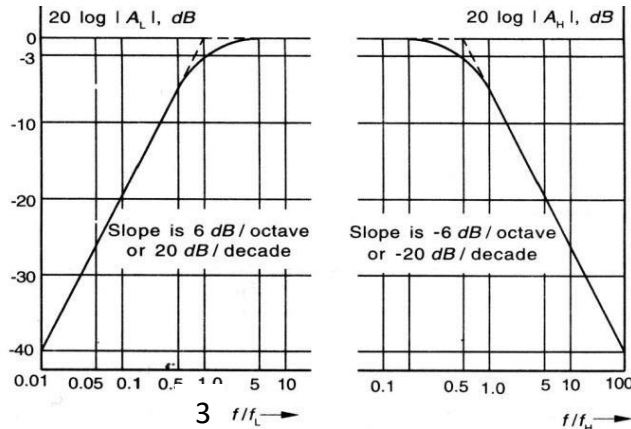 20 log | A_L |, dB
0
-3
-10
-20
-30
-40
Slope is 6 dB / octave
or 20 dB / decade
0.01 0.05 0.1 1.0 5 10
3 f/f_L
20 log | A_H |, dB
Slope is -6 dB / octave
or -20 dB / decade
0.1 0.5 1.0 5 10 100
f/f_H